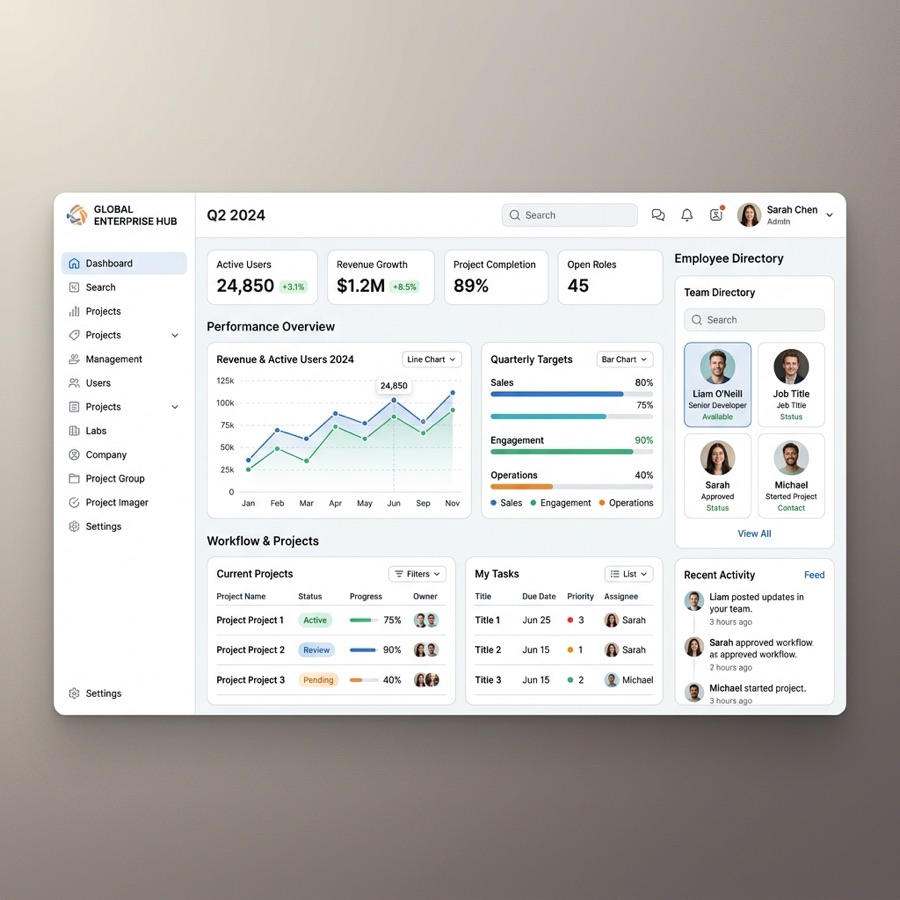 GLOBAL
ENTERPRISE HUB
Dashboard
Search
Projects
Projects
Management
Users
Projects
Labs
Company
Project Group
Project Imager
Settings
Settings
Q2 2024
Search
Sarah Chen
Admin
Active Users
24,850 +3.1%
Revenue Growth
$1.2M +8.5%
Project Completion
89%
Open Roles
45
Performance Overview
Revenue & Active Users 2024
Line Chart
125k
100k
75k
50k
25k
0
24,850
Jan Feb Mar Apr May Jun Sep Nov
Quarterly Targets
Bar Chart
Sales 80%
75%
Engagement 90%
Operations 40%
Sales Engagement Operations
Workflow & Projects
Current Projects
Filters
Project Name Status Progress Owner
Project Project 1 Active 75%
Project Project 2 Review 90%
Project Project 3 Pending 40%
My Tasks
List
Title Due Date Priority Assignee
Title 1 Jun 25 3 Sarah
Title 2 Jun 15 1 Sarah
Title 3 Jun 15 2 Michael
Employee Directory
Team Directory
Search
Liam O'Neill
Senior Developer
Available
Job Title
Jeb Title
Status
Sarah
Approved
Status
Michael
Started Project
Contact
View All
Recent Activity
Feed
Liam posted updates in
your team.
3 hours ago
Sarah approved workflow
as apreved workflow.
2 hours ago
Michael started project.
3 hours ago